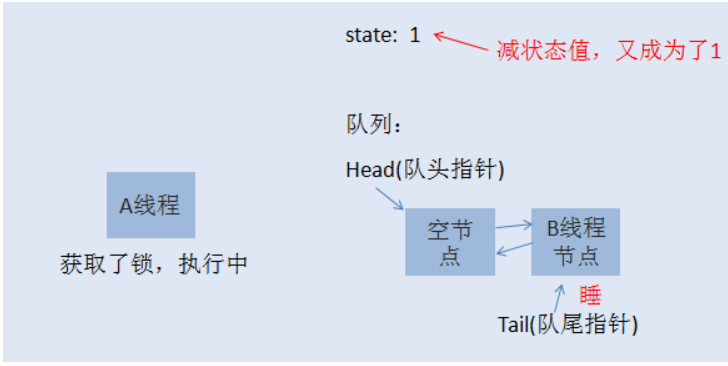 state: 1
减状态值，又成为了1
队列：
Head(队头指针)
A线程
获取了锁，执行中
空节
点
B线程
节点
睡
Tail(队尾指针)